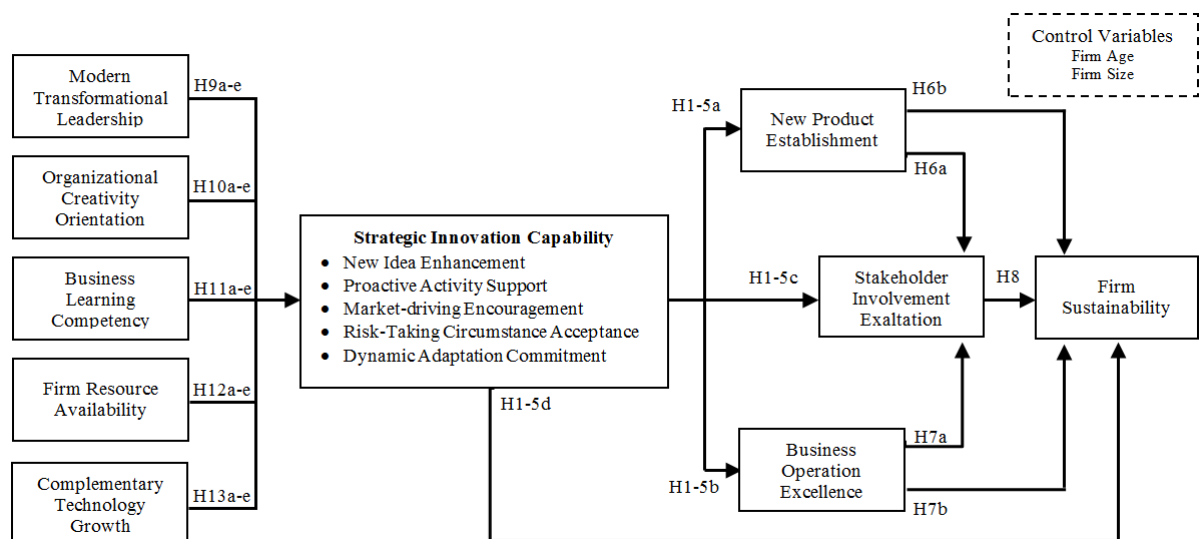 Control Variables
Firm Age
Firm Size
Modern
Transformational
Leadership
H9a-e
Organizational
Creativity
Orientation
H10a-e
Business
Learning
Competency
H11a-e
Firm Resource
Availability
H12a-e
Complementary
Technology
Growth
H13a-e
Strategic Innovation Capability
• New Idea Enhancement
• Proactive Activity Support
• Market-driving Encouragement
• Risk-Taking Circumstance Acceptance
• Dynamic Adaptation Commitment
H1-5a
H1-5c
H1-5b
H1-5d
New Product
Establishment
H6b
H6a
Stakeholder
Involvement
Exaltation
H8
Firm
Sustainability
Business
Operation
Excellence
H7a
H7b